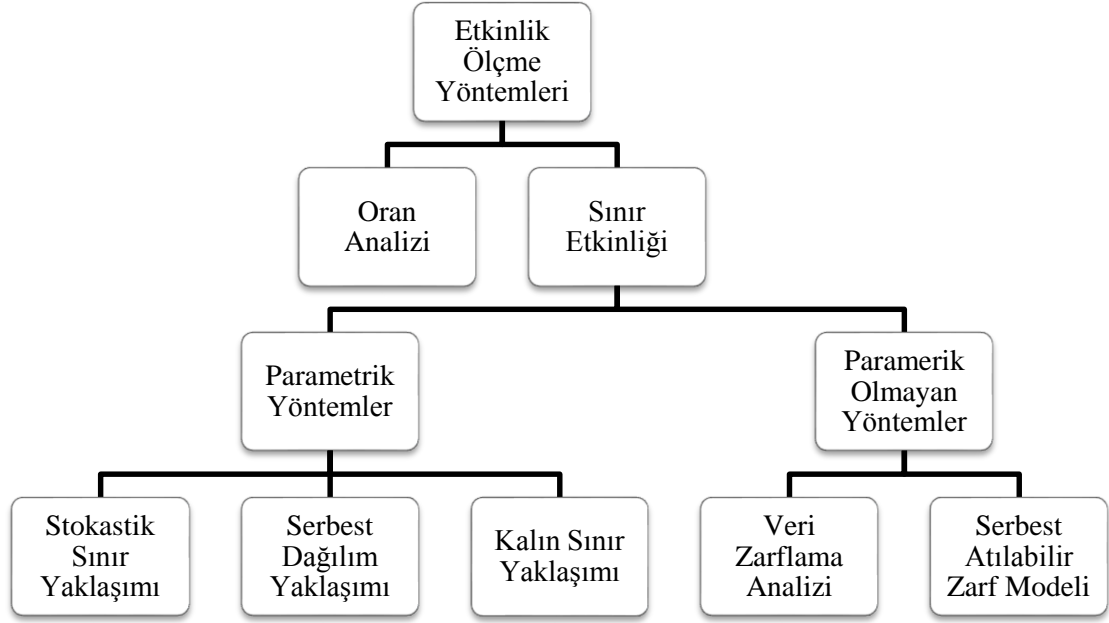 Etkinlik
Ölçme
Yöntemleri
Oran
Analizi
Sınır
Etkinliği
Parametrik
Yöntemler
Paramerik
Olmayan
Yöntemler
Stokastik
Sınır
Yaklaşımı
Serbest
Dağılım
Yaklaşımı
Kalın Sınır
Yaklaşımı
Veri
Zarflama
Analizi
Serbest
Atılabilir
Zarf Modeli